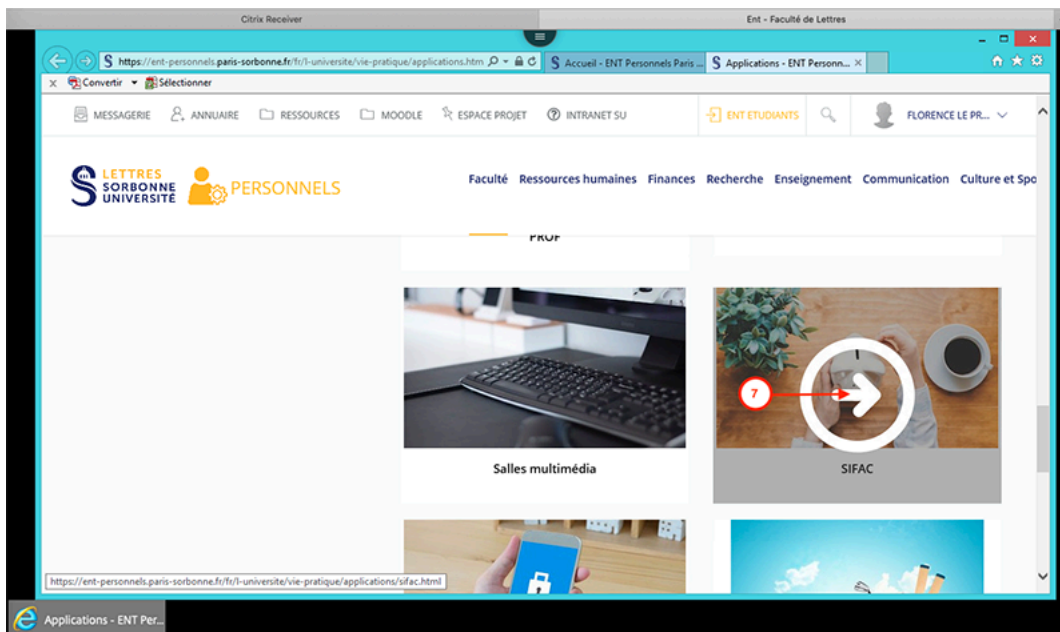 Citrix Receiver
Ent - Faculté de Lettres
https://ent-personnels.paris-sorbonne.fr/fr/l-universite/vie-pratique/applications.htm
Accueil - ENT Personnels Paris ...
Applications - ENT Personn... ×
x Convertir Sélectionner
MESSAGERIE ANNUAIRE RESSOURCES MOODLE ESPACE PROJET INTRANET SU ENT ETUDIANTS FLORENCE LE PR...
LETTRES
SORBONNE
UNIVERSITÉ
PERSONNELS
Faculté Ressources humaines Finances Recherche Enseignement Communication Culture et Spo
PROF
7
Salles multimédia
SIFAC
https://ent-personnels.paris-sorbonne.fr/fr/l-universite/vie-pratique/applications/sifac.html
Applications - ENT Per...